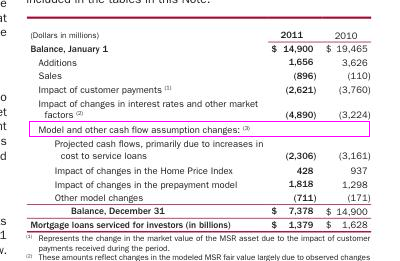 included in the tables in this Note.
(Dollars in millions) 2011 2010
Balance, January 1 $ 14,900 $ 19,465
Additions 1,656 3,626
Sales (896) (110)
Impact of customer payments (1) (2,621) (3,760)
Impact of changes in interest rates and other market
factors (2) (4,890) (3,224)
Model and other cash flow assumption changes: (3)
Projected cash flows, primarily due to increases in
cost to service loans (2,306) (3,161)
Impact of changes in the Home Price Index 428 937
Impact of changes in the prepayment model 1,818 1,298
Other model changes (711) (171)
Balance, December 31 $ 7,378 $ 14,900
Mortgage loans serviced for investors (in billions) $ 1,379 $ 1,628
(1) Represents the change in the market value of the MSR asset due to the impact of customer
payments received during the period.
(2) These amounts reflect changes in the modeled MSR fair value largely due to observed changes